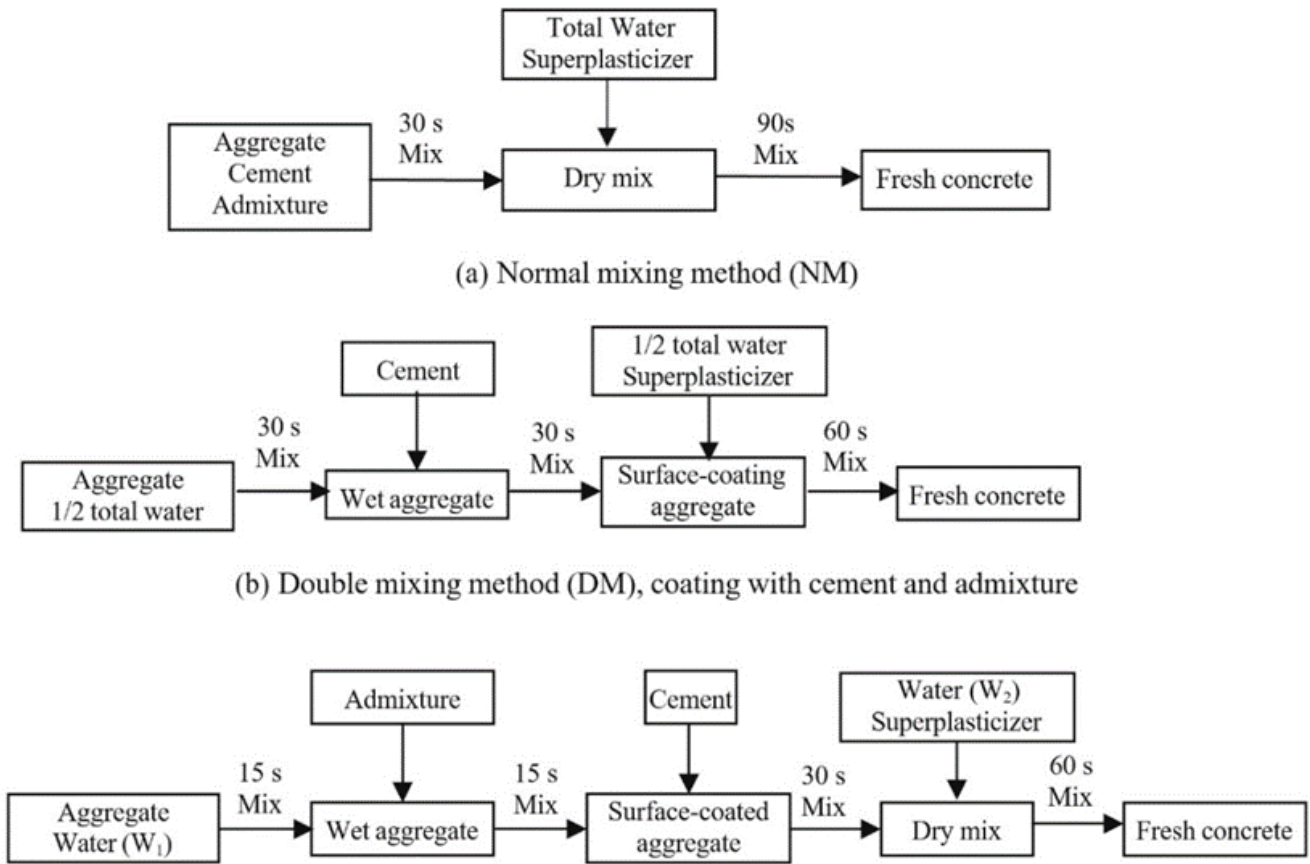 Total Water
Superplasticizer
30 s
Mix
90s
Mix
Aggregate
Cement
Admixture
Dry mix
Fresh concrete
(a) Normal mixing method (NM)
Cement
1/2 total water
Superplasticizer
30 s
Mix
30 s
Mix
60 s
Mix
Aggregate
1/2 total water
Wet aggregate
Surface-coating
aggregate
Fresh concrete
(b) Double mixing method (DM), coating with cement and admixture
Admixture
Cement
Water (W₂)
Superplasticizer
15 s
Mix
15 s
Mix
30 s
Mix
60 s
Mix
Aggregate
Water (W₁)
Wet aggregate
Surface-coated
aggregate
Dry mix
Fresh concrete